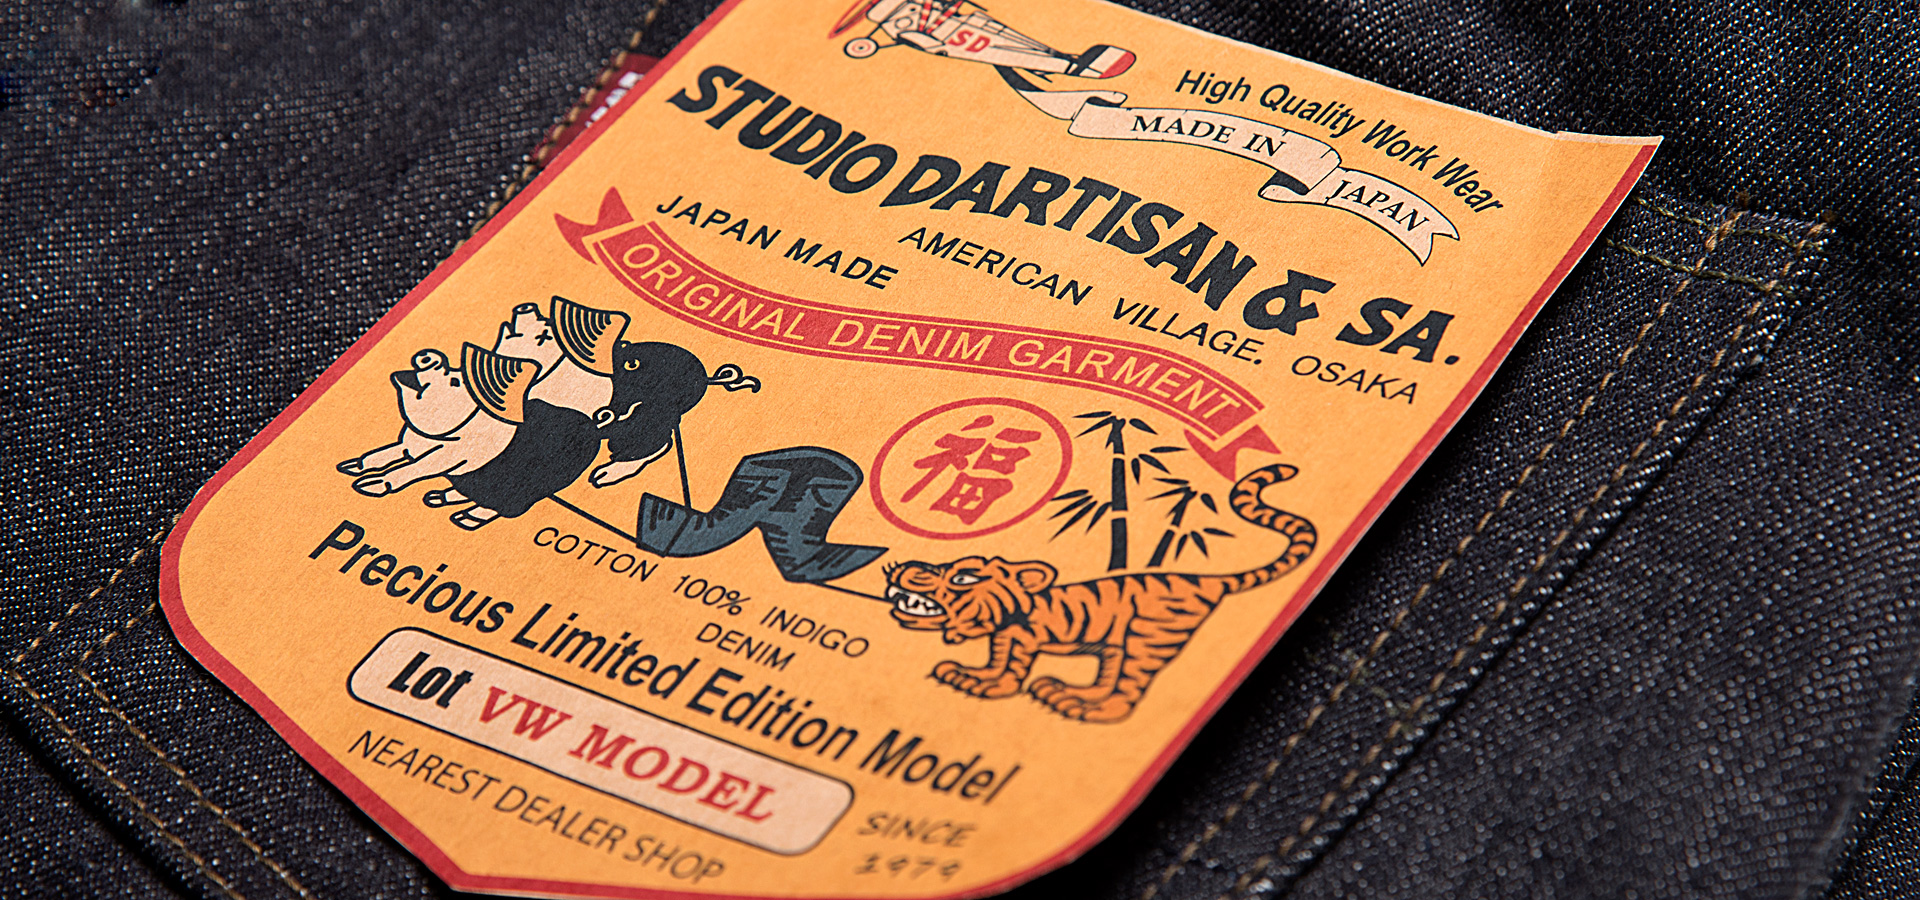 SD
High Quality Work Wear
MADE IN
JAPAN
STUDIO DARTISAN & SA.
AMERICAN VILLAGE. OSAKA
JAPAN MADE
ORIGINAL DENIM GARMENT
福
COTTON 100% INDIGO
DENIM
Precious Limited Edition Model
Lot VW MODEL
NEAREST DEALER SHOP
SINCE
1979